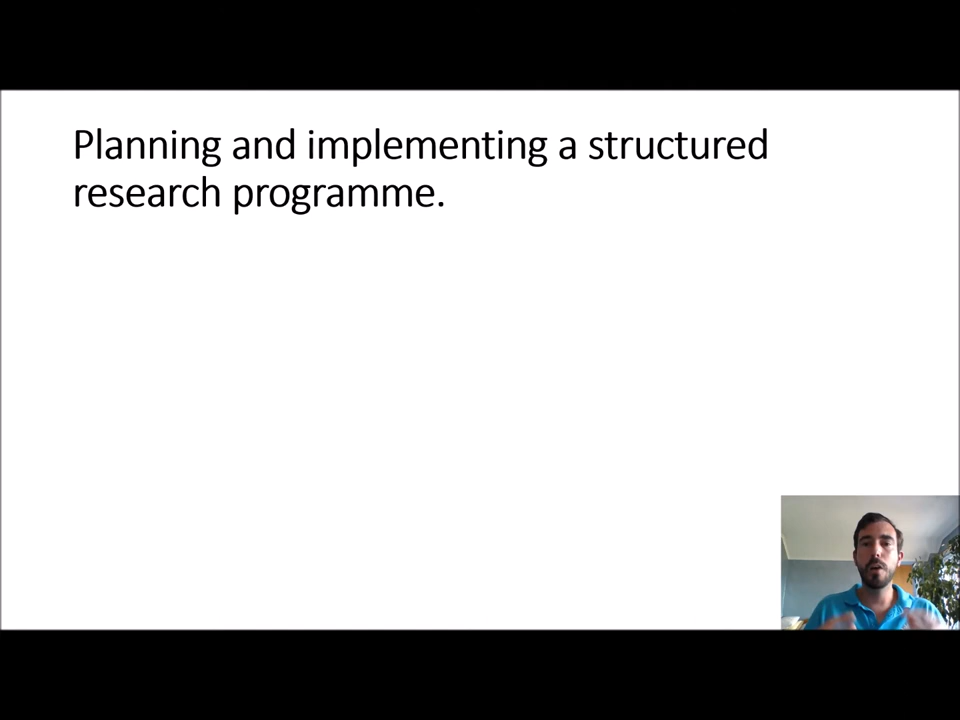 Planning and implementing a structured
research programme.